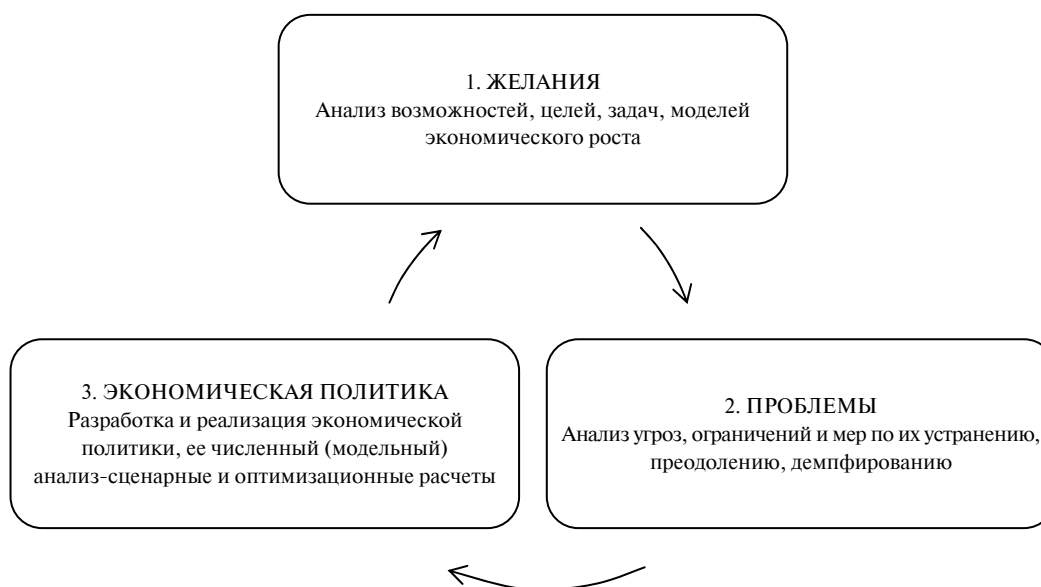 1. ЖЕЛАНИЯ
Анализ возможностей, целей, задач, моделей
экономического роста
3. ЭКОНОМИЧЕСКАЯ ПОЛИТИКА
Разработка и реализация экономической
политики, ее численный (модельный)
анализ-сценарные и оптимизационные расчеты
2. ПРОБЛЕМЫ
Анализ угроз, ограничений и мер по их устранению,
преодолению, демпфированию